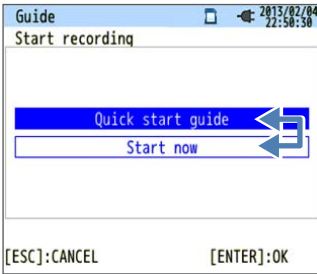 Guide
2013/02/04
22:50:30
Start recording
Quick start guide
Start now
[ESC]:CANCEL [ENTER]:OK